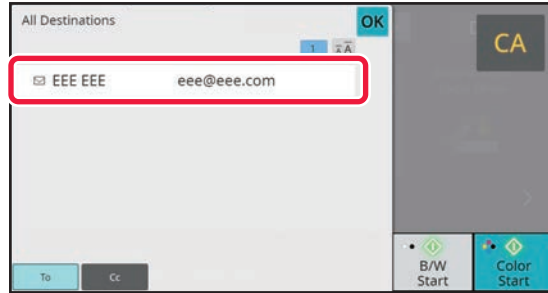 All Destinations
OK
1
CA
EEE EEE eee@eee.com
To
Cc
B/W
Start
Color
Start